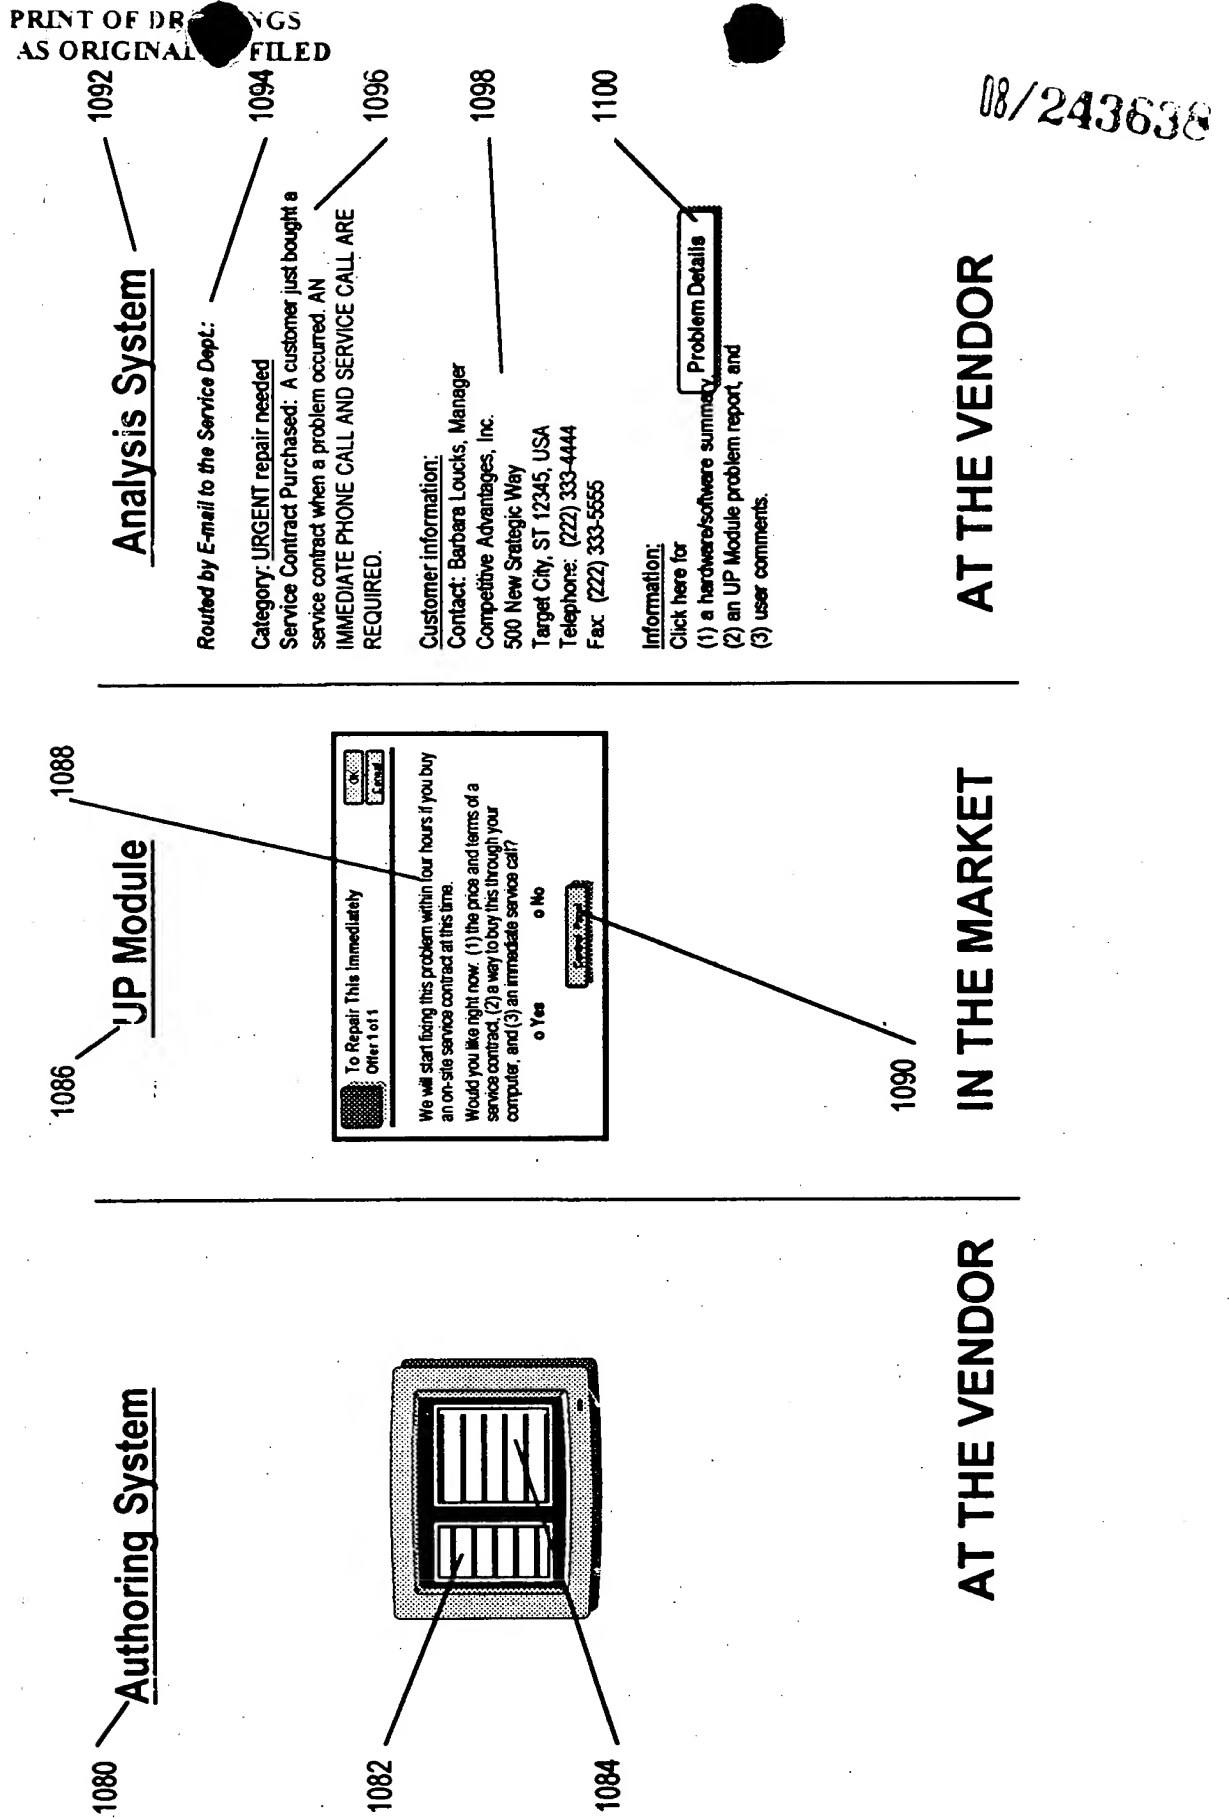 PRINT OF DR NGS
AS ORIGINAL FILED
08/243638
1080
Authoring System
1082
1084
AT THE VENDOR
1086
UP Module
1088
To Repair This Immediately
Offer 1 of 1
OK
Cancel
We will start fixing this problem within four hours if you buy
an on-site service contract at this time.
Would you like right now: (1) the price and terms of a
service contract, (2) a way to buy this through your
computer, and (3) an immediate service call?
o Yes
o No
1090
IN THE MARKET
1092
Analysis System
1094
Routed by E-mail to the Service Dept.:
1096
Category: URGENT repair needed
Service Contract Purchased: A customer just bought a
service contract when a problem occurred. AN
IMMEDIATE PHONE CALL AND SERVICE CALL ARE
REQUIRED.
1098
Customer information:
Contact: Barbara Loucks, Manager
Competitive Advantages, Inc.
500 New Srategic Way
Target City, ST 12345, USA
Telephone: (222) 333-4444
Fax: (222) 333-5555
1100
Information:
Click here for
(1) a hardware/software summary,
(2) an UP Module problem report, and
(3) user comments.
Problem Details
AT THE VENDOR